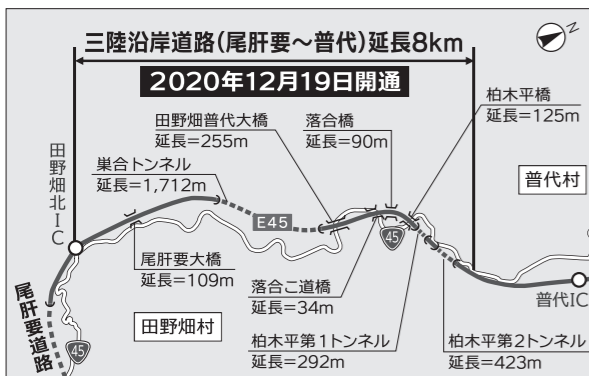 三陸沿岸道路(尾肝要～普代)延長8km
2020年12月19日開通
N
柏木平橋
延長=125m
田野畑普代大橋
延長=255m
落合橋
延長=90m
田野畑北IC
巣合トンネル
延長=1,712m
普代村
E45
45
尾肝要大橋
延長=109m
落合こ道橋
延長=34m
普代IC
尾肝要道路
田野畑村
45
柏木平第1トンネル
延長=292m
柏木平第2トンネル
延長=423m